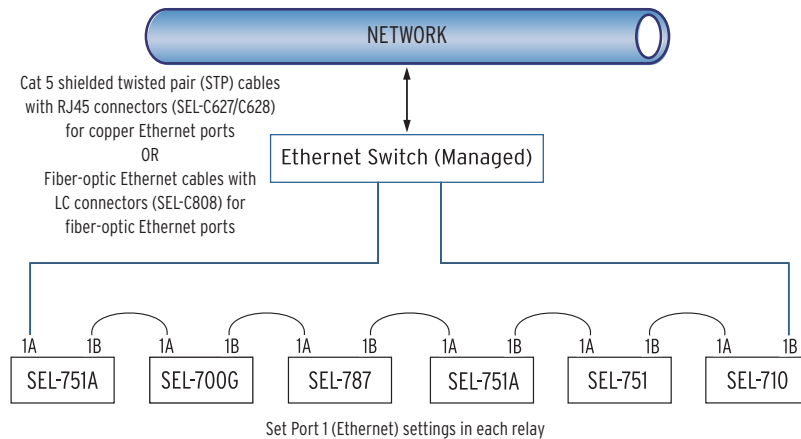 NETWORK
Cat 5 shielded twisted pair (STP) cables
with RJ45 connectors (SEL-C627/C628)
for copper Ethernet ports
OR
Fiber-optic Ethernet cables with
LC connectors (SEL-C808) for
fiber-optic Ethernet ports
Ethernet Switch (Managed)
1A 1B 1A 1B 1A 1B 1A 1B 1A 1B 1A 1B
SEL-751A SEL-700G SEL-787 SEL-751A SEL-751 SEL-710
Set Port 1 (Ethernet) settings in each relay